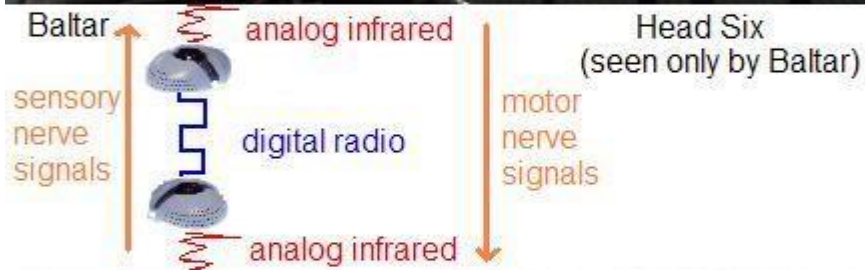 Baltar
analog infrared
Head Six
(seen only by Baltar)
sensory
nerve
signals
digital radio
motor
nerve
signals
analog infrared